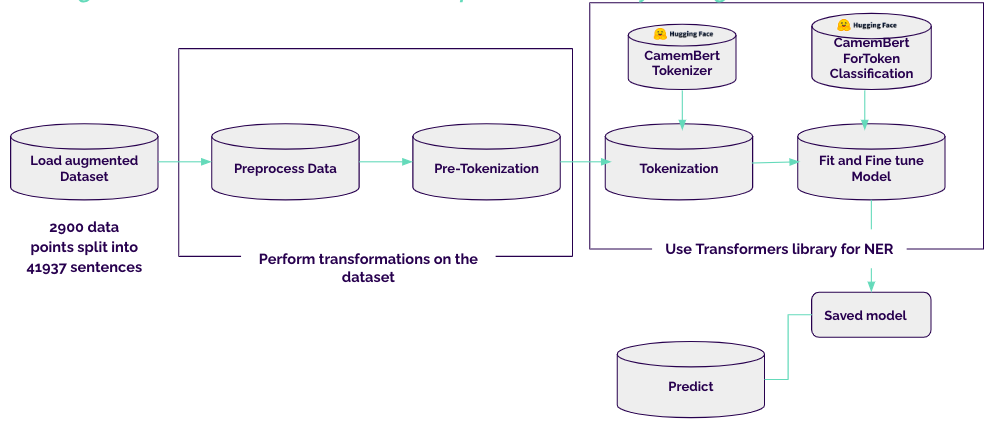 Hugging Face
CamemBert
Tokenizer
Hugging Face
CamemBert
ForToken
Classification
Load augmented
Dataset
Preprocess Data
Pre-Tokenization
Tokenization
Fit and Fine tune
Model
2900 data
points split into
41937 sentences
Perform transformations on the
dataset
Use Transformers library for NER
Saved model
Predict